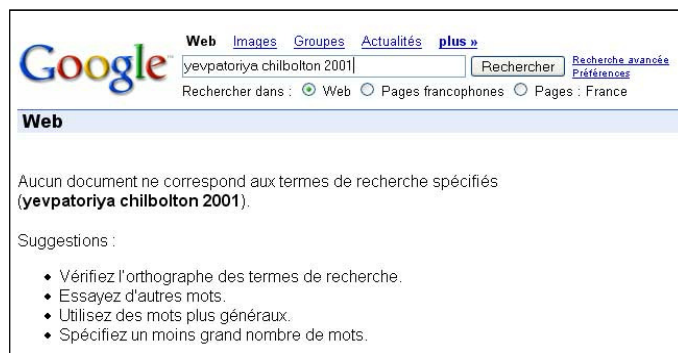 Google™
Web Images Groupes Actualités plus »
yevpatoriya chilbolton 2001 Rechercher Recherche avancée
Préférences
Rechercher dans : Web Pages francophones Pages : France
Web
Aucun document ne correspond aux termes de recherche spécifiés
(yevpatoriya chilbolton 2001).
Suggestions :
• Vérifiez l'orthographe des termes de recherche.
• Essayez d'autres mots.
• Utilisez des mots plus généraux.
• Spécifiez un moins grand nombre de mots.